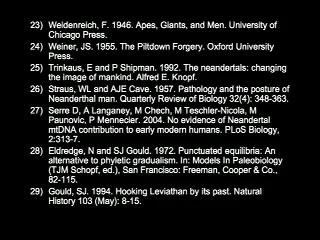 23) Weidenreich, F. 1946. Apes, Giants, and Men. University of
Chicago Press.
24) Weiner, JS. 1955. The Piltdown Forgery. Oxford University
Press.
25) Trinkaus, E and P Shipman. 1992. The neandertals: changing
the image of mankind. Alfred E. Knopf.
26) Straus, WL and AJE Cave. 1957. Pathology and the posture of
Neanderthal man. Quarterly Review of Biology 32(4): 348-363.
27) Serre D, A Langaney, M Chech, M Teschler-Nicola, M
Paunovic, P Mennecier. 2004. No evidence of Neandertal
mtDNA contribution to early modern humans. PLoS Biology,
2:313-7.
28) Eldredge, N and SJ Gould. 1972. Punctuated equilibria: An
alternative to phyletic gradualism. In: Models In Paleobiology
(TJM Schopf, ed.), San Francisco: Freeman, Cooper & Co.,
82-115.
29) Gould, SJ. 1994. Hooking Leviathan by its past. Natural
History 103 (May): 8-15.